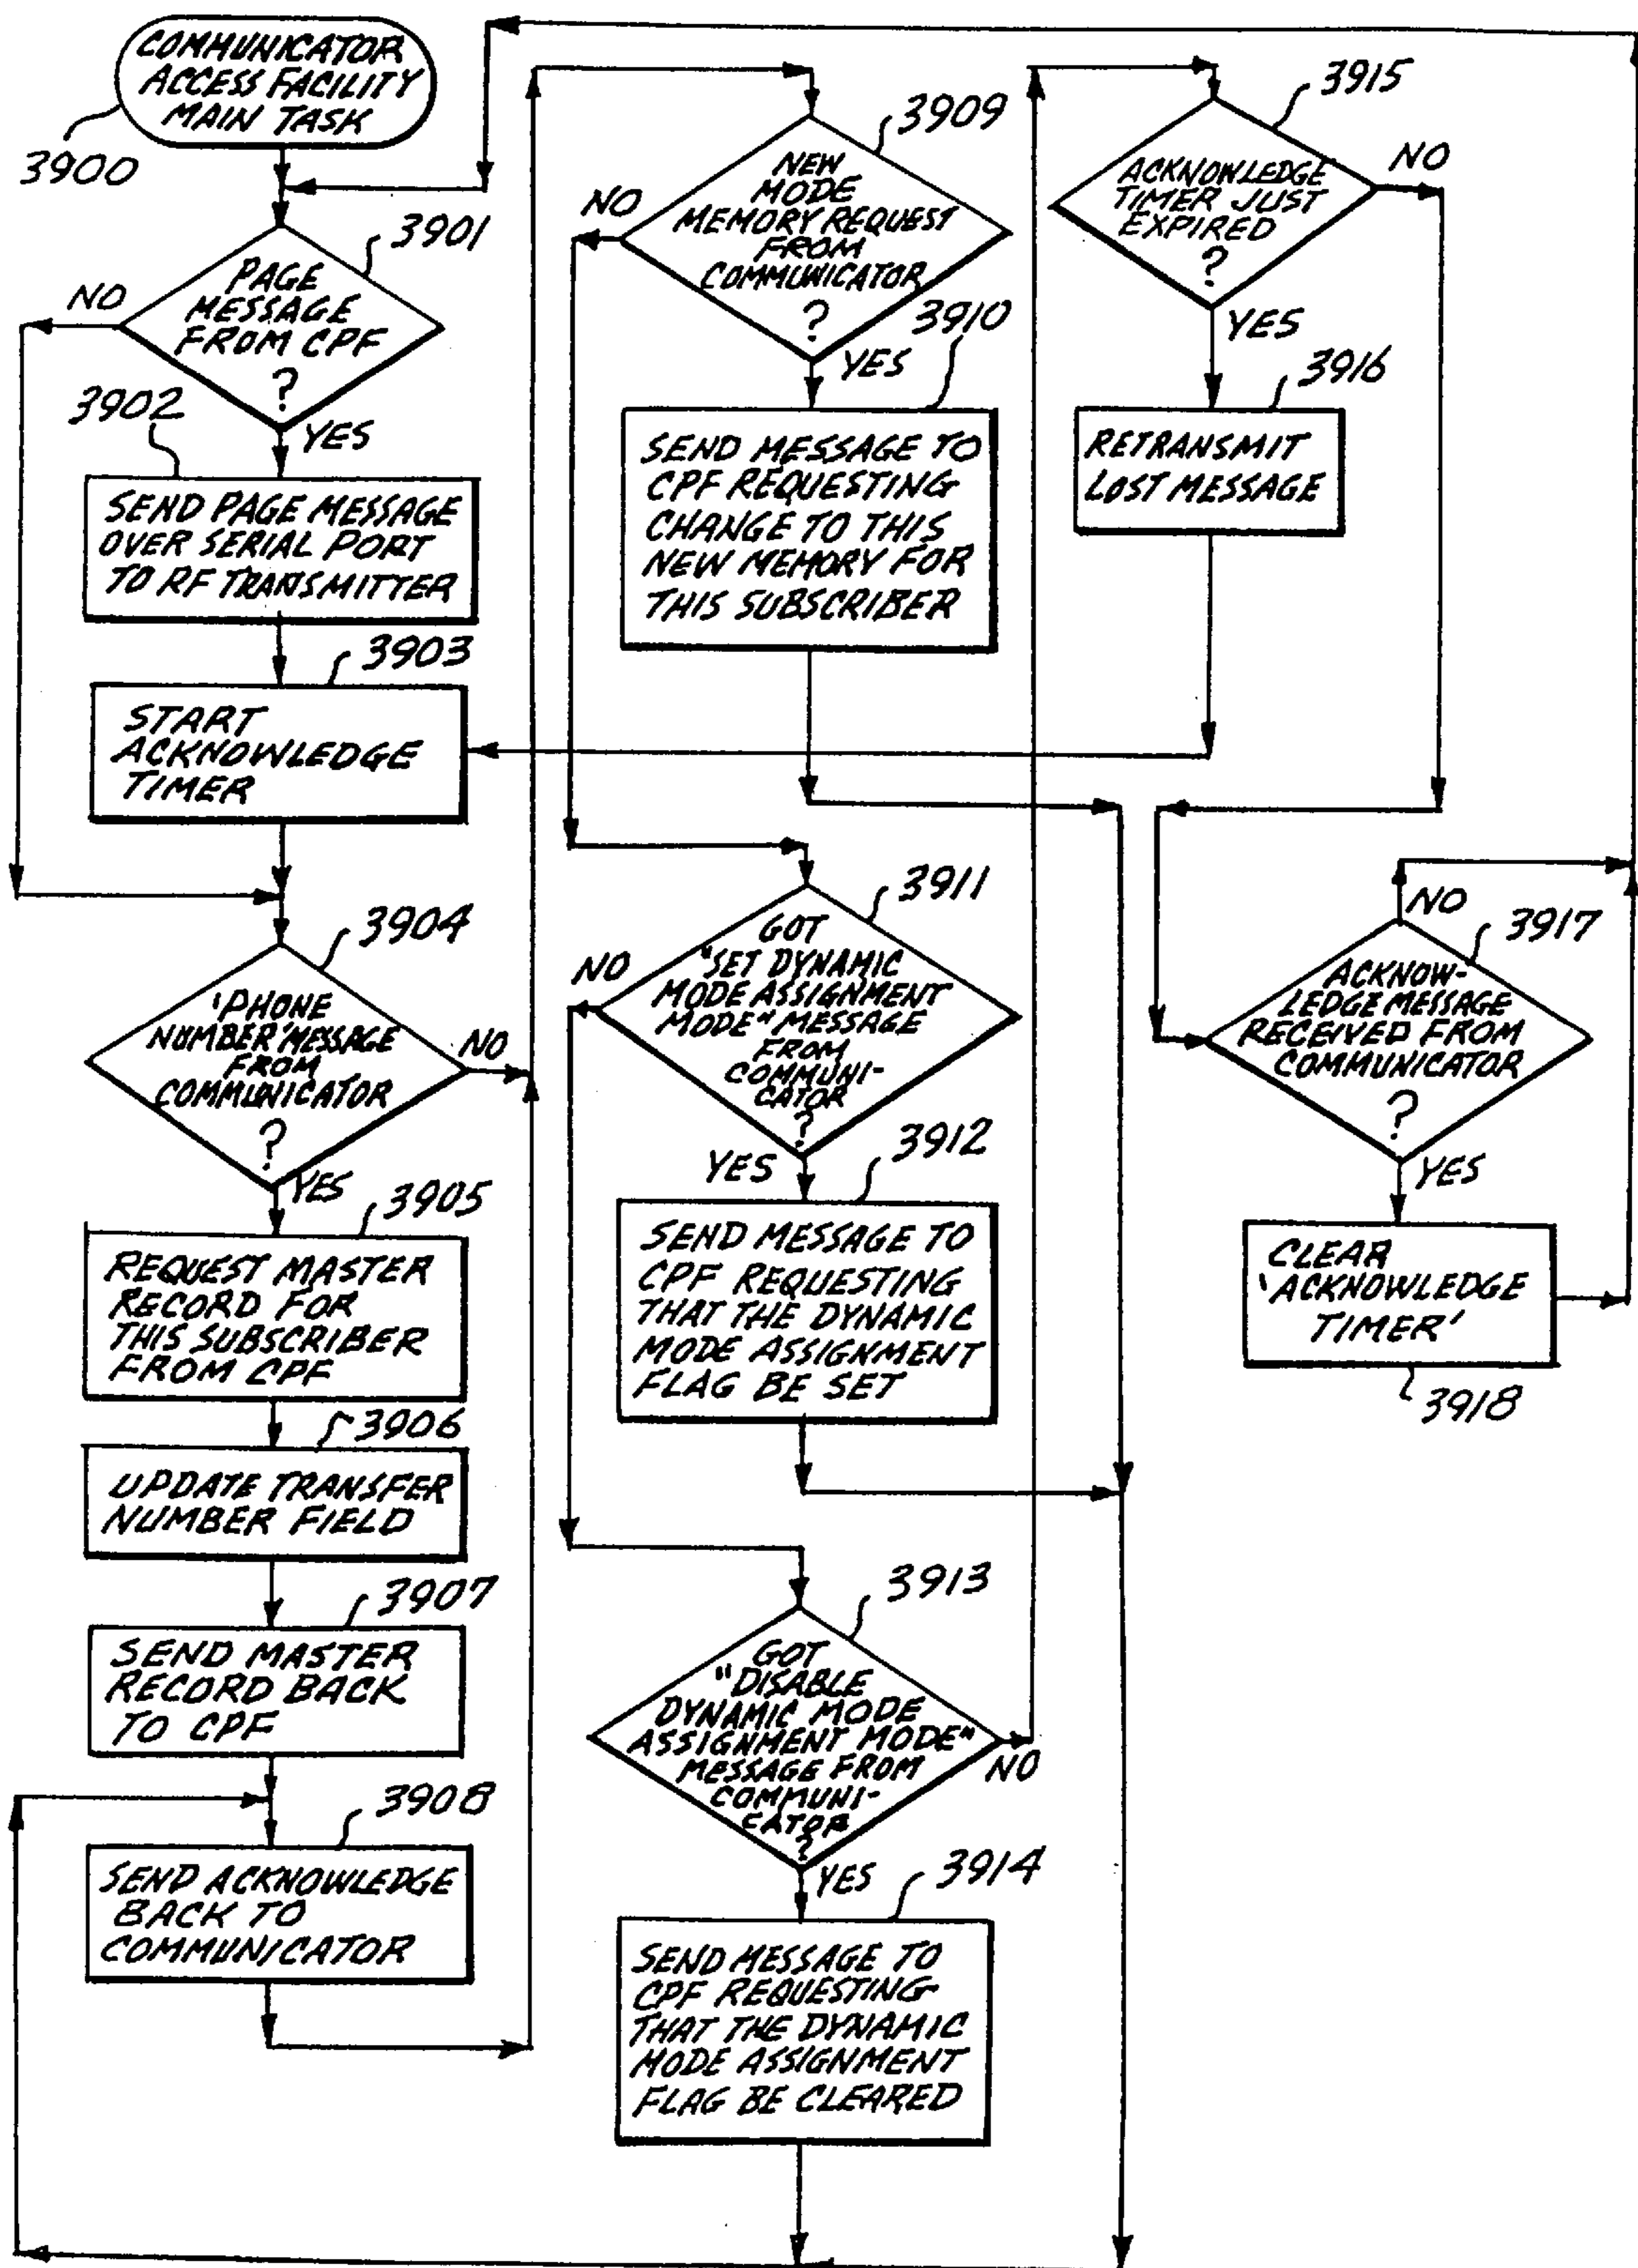 COMMUNICATOR
ACCESS FACILITY
MAIN TASK
3900
3901
PAGE
MESSAGE
FROM CPF
?
NO
YES
3902
SEND PAGE MESSAGE
OVER SERIAL PORT
TO RF TRANSMITTER
3903
START
ACKNOWLEDGE
TIMER
3904
'PHONE
NUMBER' MESSAGE
FROM
COMMUNICATOR
?
NO
YES
3905
REQUEST MASTER
RECORD FOR
THIS SUBSCRIBER
FROM CPF
3906
UPDATE TRANSFER
NUMBER FIELD
3907
SEND MASTER
RECORD BACK
TO CPF
3908
SEND ACKNOWLEDGE
BACK TO
COMMUNICATOR
3909
NEW
MODE
MEMORY REQUEST
FROM
COMMUNICATOR
?
NO
YES
3910
SEND MESSAGE TO
CPF REQUESTING
CHANGE TO THIS
NEW MEMORY FOR
THIS SUBSCRIBER
3911
GOT
"SET DYNAMIC
MODE ASSIGNMENT
MODE" MESSAGE
FROM
COMMUNI-
CATOR
?
NO
YES
3912
SEND MESSAGE TO
CPF REQUESTING
THAT THE DYNAMIC
MODE ASSIGNMENT
FLAG BE SET
3913
GOT
"DISABLE
DYNAMIC MODE
ASSIGNMENT MODE"
MESSAGE FROM
COMMUNI-
CATOR
?
NO
YES
3914
SEND MESSAGE TO
CPF REQUESTING
THAT THE DYNAMIC
MODE ASSIGNMENT
FLAG BE CLEARED
3915
ACKNOWLEDGE
TIMER JUST
EXPIRED
?
NO
YES
3916
RETRANSMIT
LOST MESSAGE
3917
ACKNOW-
LEDGE MESSAGE
RECEIVED FROM
COMMUNICATOR
?
NO
YES
CLEAR
'ACKNOWLEDGE
TIMER'
3918